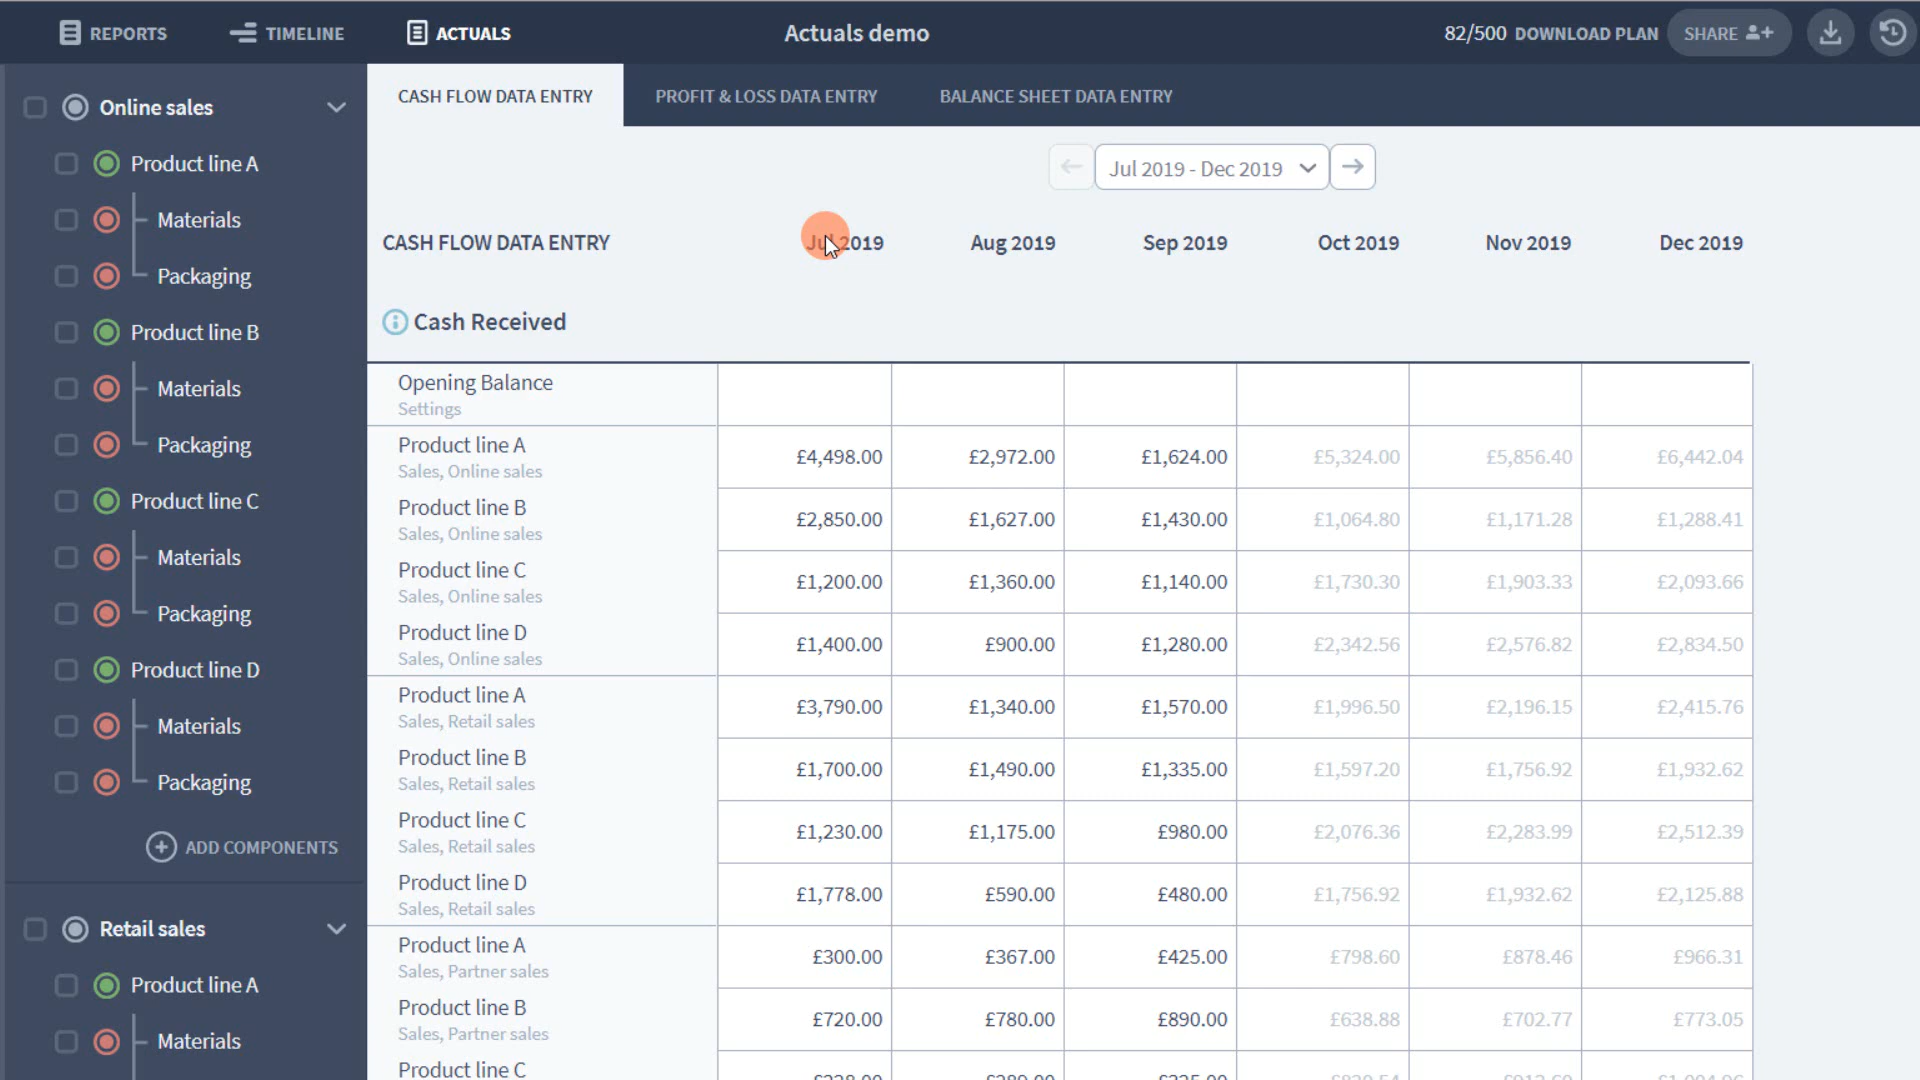 REPORTS TIMELINE ACTUALS Actuals demo 82/500 DOWNLOAD PLAN SHARE
Online sales
Product line A
Materials
Packaging
Product line B
Materials
Packaging
Product line C
Materials
Packaging
Product line D
Materials
Packaging
ADD COMPONENTS
Retail sales
Product line A
Materials
CASH FLOW DATA ENTRY PROFIT & LOSS DATA ENTRY BALANCE SHEET DATA ENTRY
Jul 2019 - Dec 2019
CASH FLOW DATA ENTRY Jul 2019 Aug 2019 Sep 2019 Oct 2019 Nov 2019 Dec 2019
Cash Received
Opening Balance
Settings
Product line A £4,498.00 £2,972.00 £1,624.00 £5,324.00 £5,856.40 £6,442.04
Sales, Online sales
Product line B £2,850.00 £1,627.00 £1,430.00 £1,064.80 £1,171.28 £1,288.41
Sales, Online sales
Product line C £1,200.00 £1,360.00 £1,140.00 £1,730.30 £1,903.33 £2,093.66
Sales, Online sales
Product line D £1,400.00 £900.00 £1,280.00 £2,342.56 £2,576.82 £2,834.50
Sales, Online sales
Product line A £3,790.00 £1,340.00 £1,570.00 £1,996.50 £2,196.15 £2,415.76
Sales, Retail sales
Product line B £1,700.00 £1,490.00 £1,335.00 £1,597.20 £1,756.92 £1,932.62
Sales, Retail sales
Product line C £1,230.00 £1,175.00 £980.00 £2,076.36 £2,283.99 £2,512.39
Sales, Retail sales
Product line D £1,778.00 £590.00 £480.00 £1,756.92 £1,932.62 £2,125.88
Sales, Retail sales
Product line A £300.00 £367.00 £425.00 £798.60 £878.46 £966.31
Sales, Partner sales
Product line B £720.00 £780.00 £890.00 £638.88 £702.77 £773.05
Sales, Partner sales
Product line C